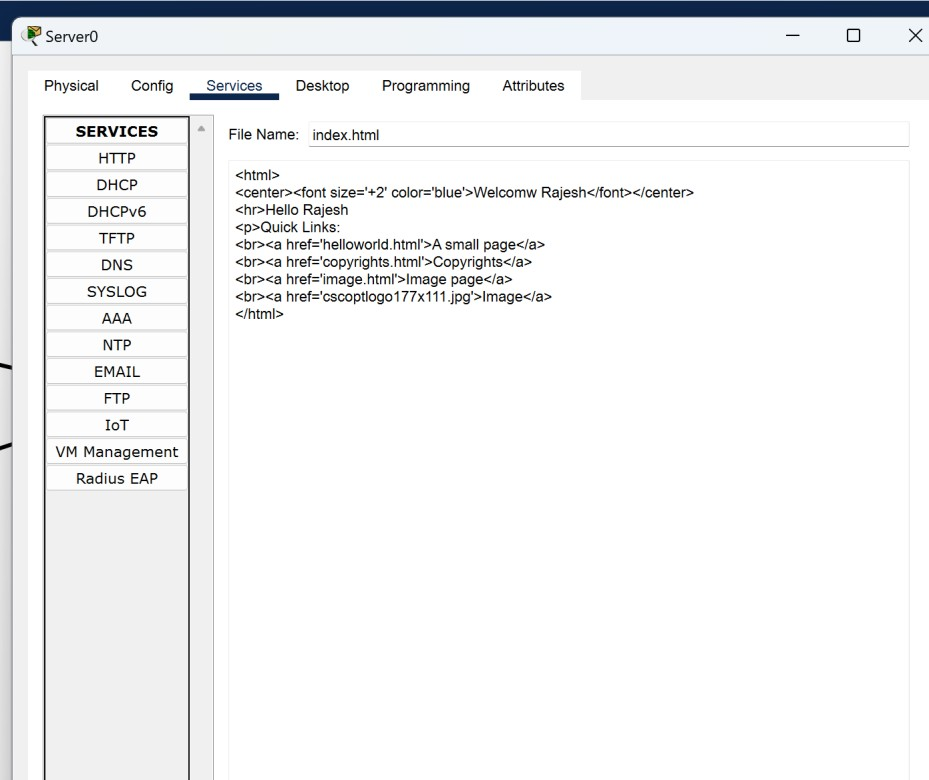 Server0
Physical Config Services Desktop Programming Attributes
SERVICES
HTTP
DHCP
DHCPv6
TFTP
DNS
SYSLOG
AAA
NTP
EMAIL
FTP
IoT
VM Management
Radius EAP
File Name: index.html
<html>
<center><font size='+2' color='blue'>Welcomw Rajesh</font></center>
<hr>Hello Rajesh
<p>Quick Links:
<br><a href='helloworld.html'>A small page</a>
<br><a href='copyrights.html'>Copyrights</a>
<br><a href='image.html'>Image page</a>
<br><a href='cscoptlogo177x111.jpg'>Image</a>
</html>